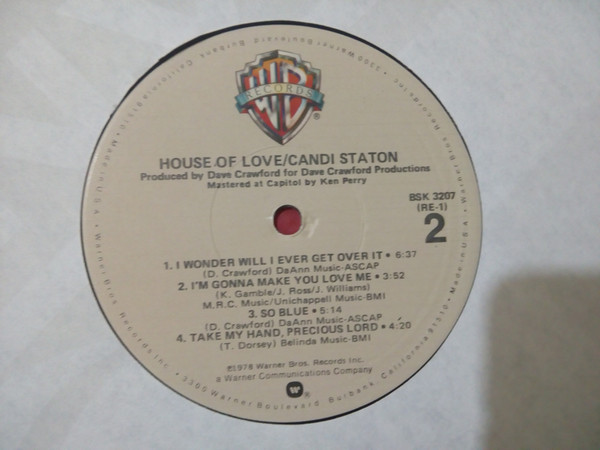 WB
RECORDS
®
HOUSE OF LOVE/CANDI STATON
Produced by Dave Crawford for Dave Crawford Productions
Mastered at Capitol by Ken Perry
BSK 3207
(RE-1)
2
1. I WONDER WILL I EVER GET OVER IT • 6:37
(D. Crawford) DaAnn Music-ASCAP
2. I'M GONNA MAKE YOU LOVE ME • 3:52
(K. Gamble/J. Ross/J. Williams)
M.R.C. Music/Unichappell Music-BMI
3. SO BLUE • 5:14
(D. Crawford) DaAnn Music-ASCAP
4. TAKE MY HAND, PRECIOUS LORD • 4:20
(T. Dorsey) Belinda Music-BMI
℗1978 Warner Bros. Records Inc.
a Warner Communications Company
W ®
Warner Bros. Records Inc. • 3300 Warner Boulevard, Burbank, California 91510 • Made in U.S.A. •